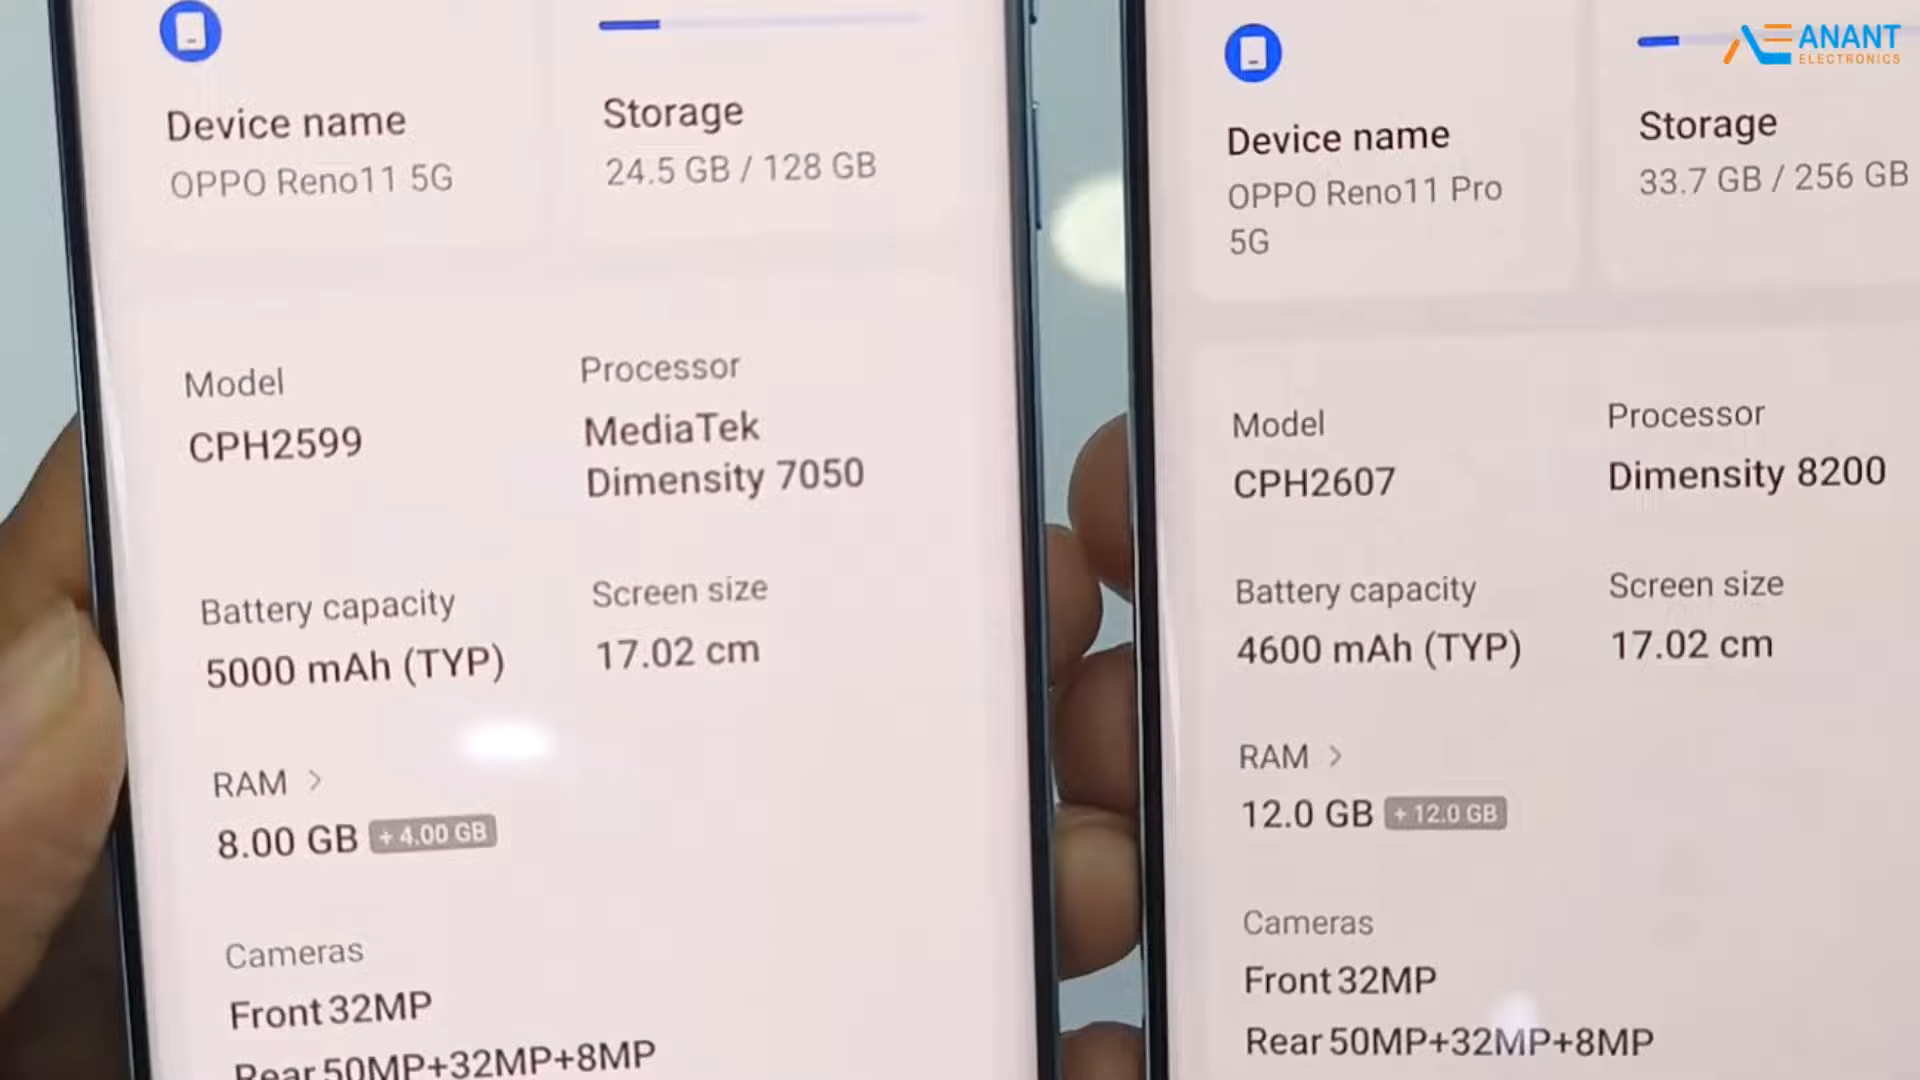 Device name
OPPO Reno11 5G
Storage
24.5 GB / 128 GB
Model
CPH2599
Processor
MediaTek
Dimensity 7050
Battery capacity
5000 mAh (TYP)
Screen size
17.02 cm
RAM >
8.00 GB + 4.00 GB
Cameras
Front 32MP
Rear 50MP+32MP+8MP
ANANT
ELECTRONICS
Device name
OPPO Reno11 Pro
5G
Storage
33.7 GB / 256 GB
Model
CPH2607
Processor
Dimensity 8200
Battery capacity
4600 mAh (TYP)
Screen size
17.02 cm
RAM >
12.0 GB + 12.0 GB
Cameras
Front 32MP
Rear 50MP+32MP+8MP